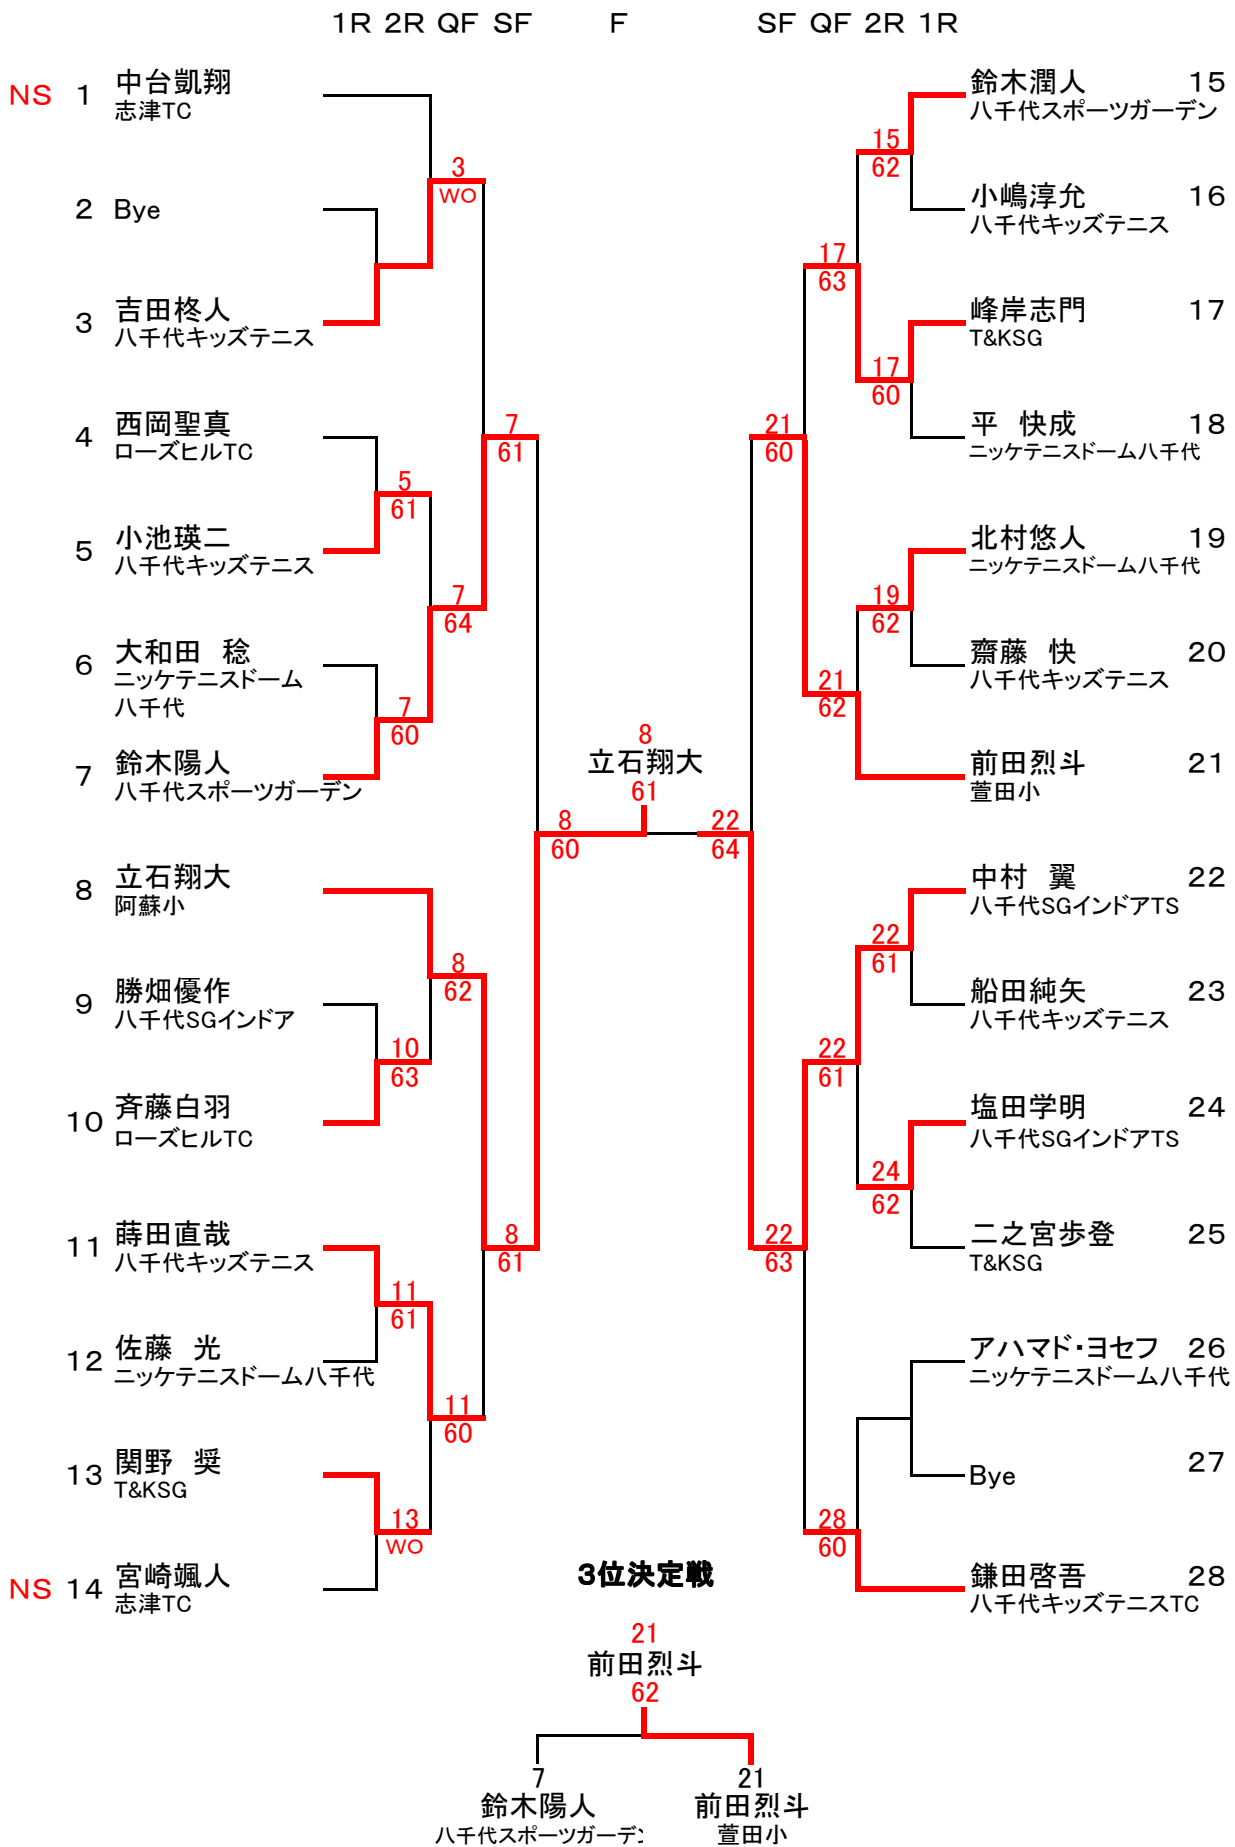 1R 2R QF SF F SF QF 2R 1R
NS 1 中台凱翔
志津TC
2 Bye
3 吉田柊人
八千代キッズテニス
4 西岡聖真
ローズヒルTC
5 小池瑛二
八千代キッズテニス
6 大和田　稔
ニッケテニスドーム
八千代
7 鈴木陽人
八千代スポーツガーデン
8 立石翔大
阿蘇小
9 勝畑優作
八千代SGインドア
10 斉藤白羽
ローズヒルTC
11 蒔田直哉
八千代キッズテニス
12 佐藤　光
ニッケテニスドーム八千代
13 関野　奨
T&KSG
NS 14 宮崎颯人
志津TC
3
WO
5
61
7
60
7
64
7
61
10
63
8
62
11
61
13
WO
11
60
8
61
8
60
8
立石翔大
61
鈴木潤人 15
八千代スポーツガーデン
小嶋淳允 16
八千代キッズテニス
峰岸志門 17
T&KSG
平　快成 18
ニッケテニスドーム八千代
北村悠人 19
ニッケテニスドーム八千代
齋藤　快 20
八千代キッズテニス
前田烈斗 21
萱田小
中村　翼 22
八千代SGインドアTS
船田純矢 23
八千代キッズテニス
塩田学明 24
八千代SGインドアTS
二之宮歩登 25
T&KSG
アハマド・ヨセフ 26
ニッケテニスドーム八千代
Bye 27
鎌田啓吾 28
八千代キッズテニスTC
15
62
17
63
17
60
21
60
19
62
21
62
22
64
22
61
22
61
24
62
22
63
28
60
3位決定戦
21
前田烈斗
62
7 21
鈴木陽人 前田烈斗
八千代スポーツガーデン 萱田小